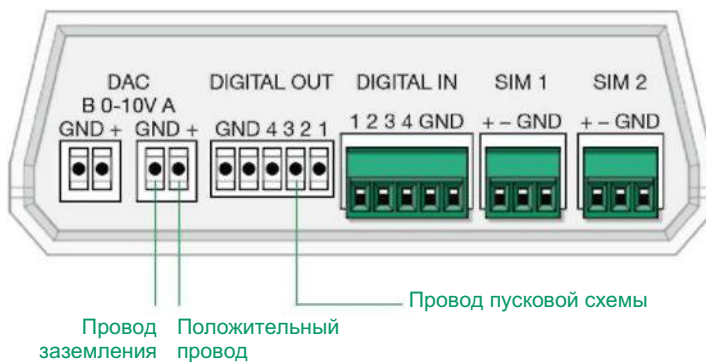 DAC
B 0-10V A
GND + GND +
DIGITAL OUT
GND 4 3 2 1
DIGITAL IN
1 2 3 4 GND
SIM 1
+ – GND
SIM 2
+ – GND
Провод пусковой схемы
Провод
заземления
Положительный
провод